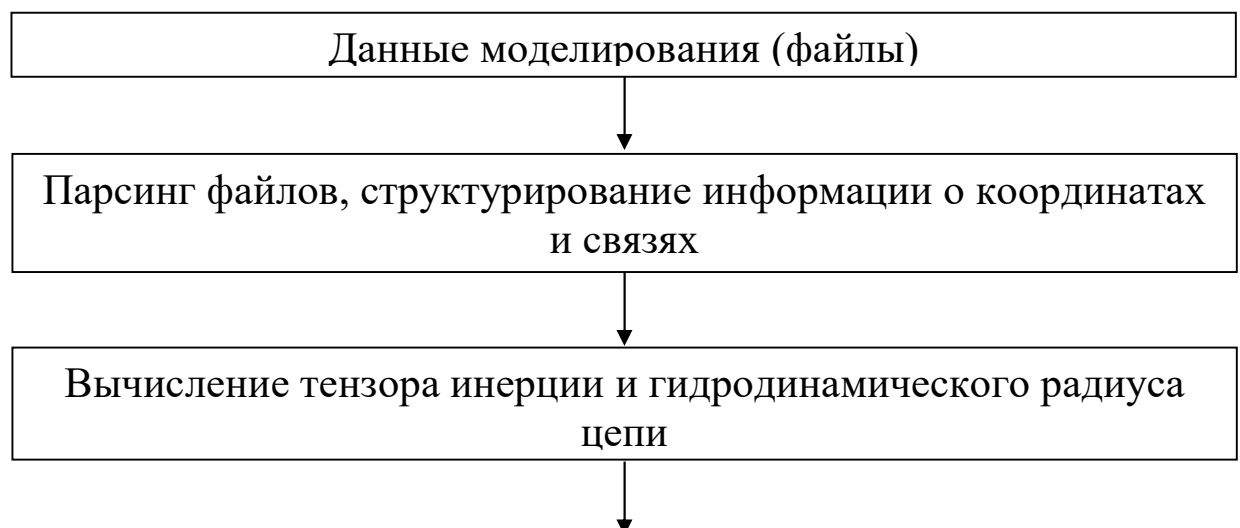 Данные моделирования (файлы)
Парсинг файлов, структурирование информации о координатах
и связях
Вычисление тензора инерции и гидродинамического радиуса
цепи